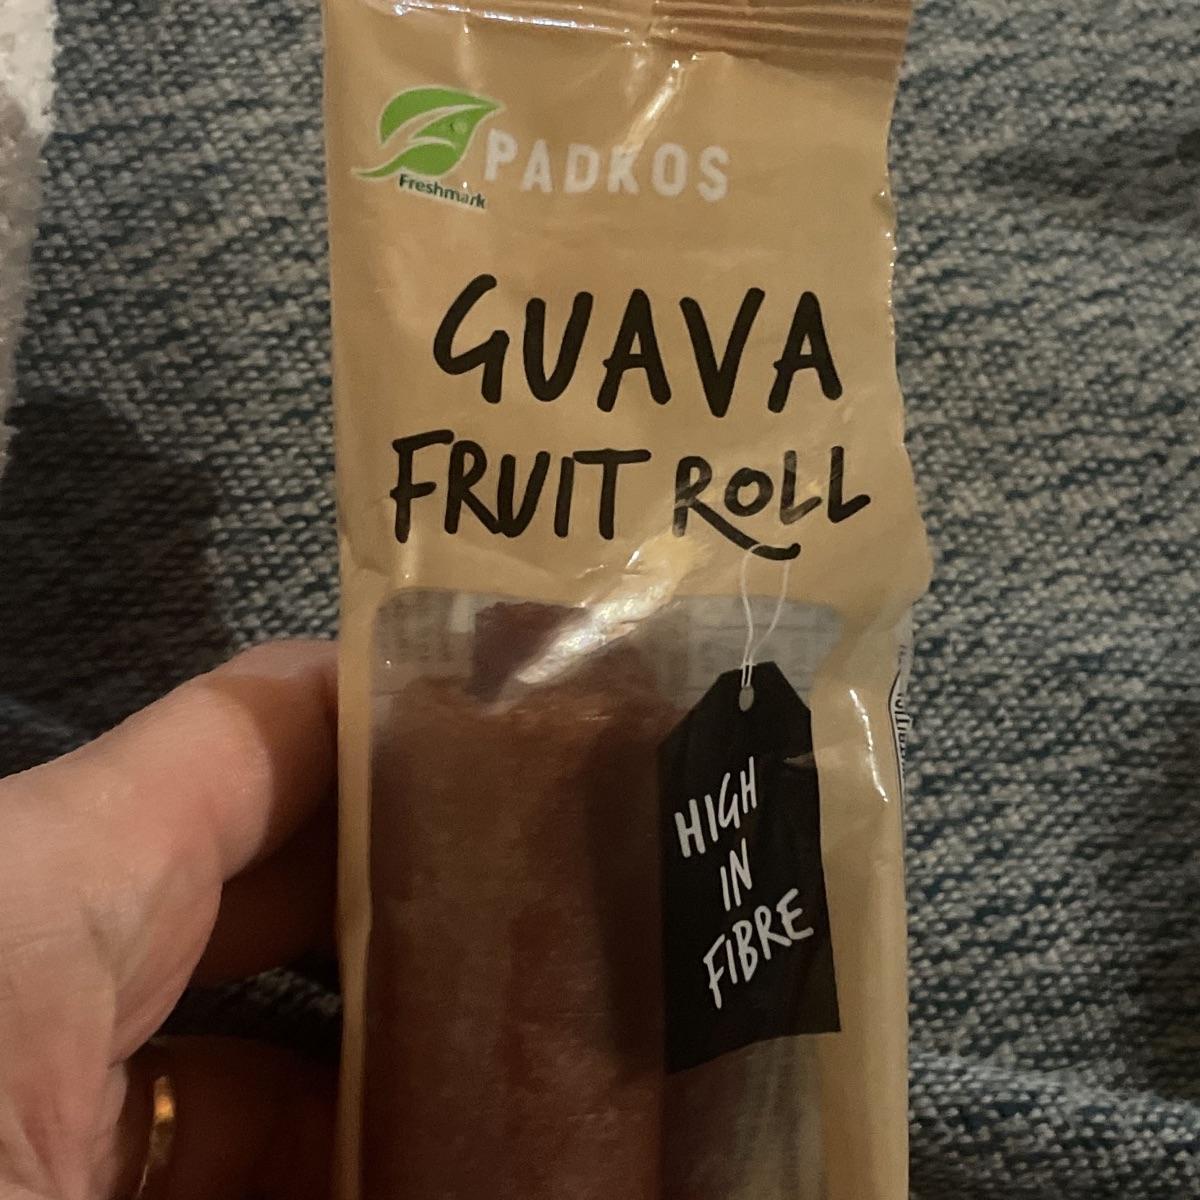 PADKOS
Freshmark
GUAVA
FRUIT ROLL
HIGH
IN
FIBRE